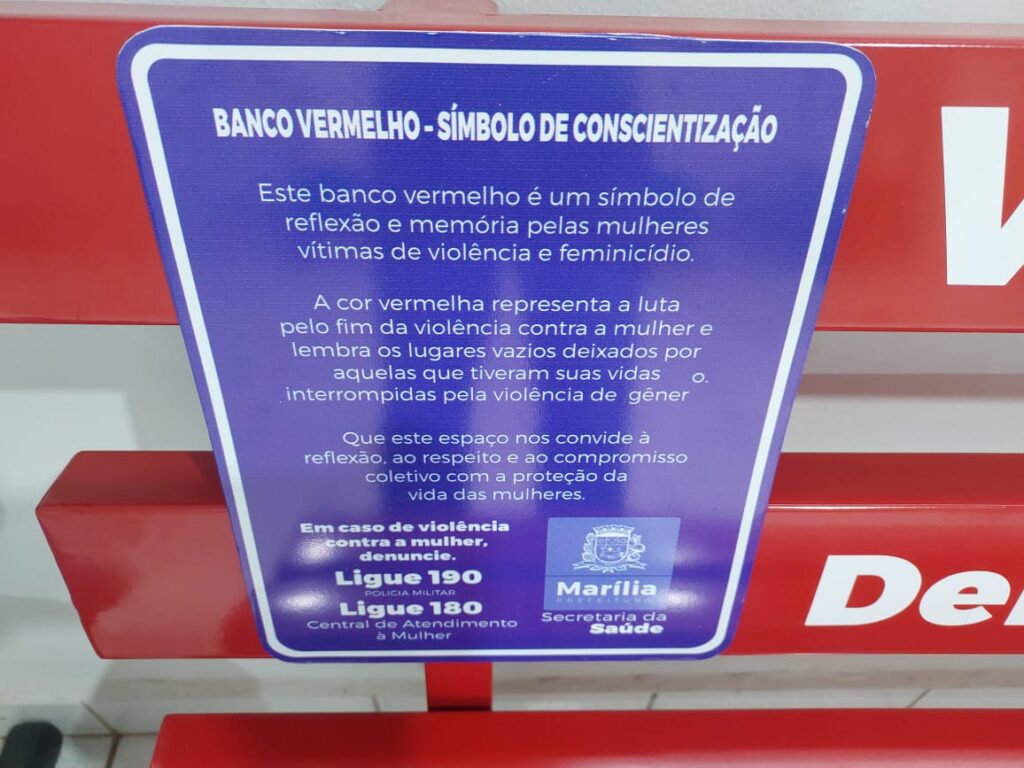 BANCO VERMELHO - SÍMBOLO DE CONSCIENTIZAÇÃO
Este banco vermelho é um símbolo de
reflexão e memória pelas mulheres
vítimas de violência e feminicídio.
A cor vermelha representa a luta
pelo fim da violência contra a mulher e
lembra os lugares vazios deixados por
aquelas que tiveram suas vidas o.
interrompidas pela violência de gêner
Que este espaço nos convide à
reflexão, ao respeito e ao compromisso
coletivo com a proteção da
vida das mulheres.
Em caso de violência
contra a mulher,
denuncie.
Ligue 190
POLICIA MILITAR
Ligue 180
Central de Atendimento
à Mulher
Marília
PREFEITURA
Secretaria da
Saúde
V